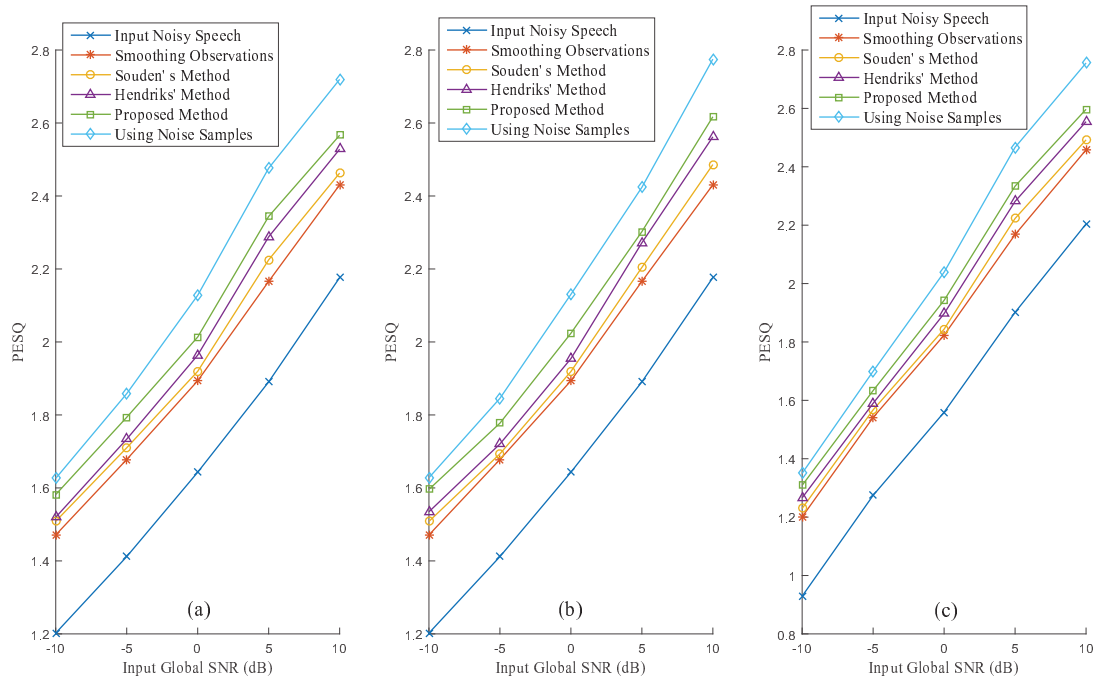 Input Noisy Speech
Smoothing Observations
Souden' s Method
Hendriks' Method
Proposed Method
Using Noise Samples
2.8
2.6
2.4
2.2
2
1.8
1.6
1.4
1.2
PESQ
-10 -5 0 5 10
Input Global SNR (dB)
(a)
Input Noisy Speech
Smoothing Observations
Souden' s Method
Hendriks' Method
Proposed Method
Using Noise Samples
2.8
2.6
2.4
2.2
2
1.8
1.6
1.4
1.2
PESQ
-10 -5 0 5 10
Input Global SNR (dB)
(b)
Input Noisy Speech
Smoothing Observations
Souden' s Method
Hendriks' Method
Proposed Method
Using Noise Samples
2.8
2.6
2.4
2.2
2
1.8
1.6
1.4
1.2
1
0.8
PESQ
-10 -5 0 5 10
Input Global SNR (dB)
(c)